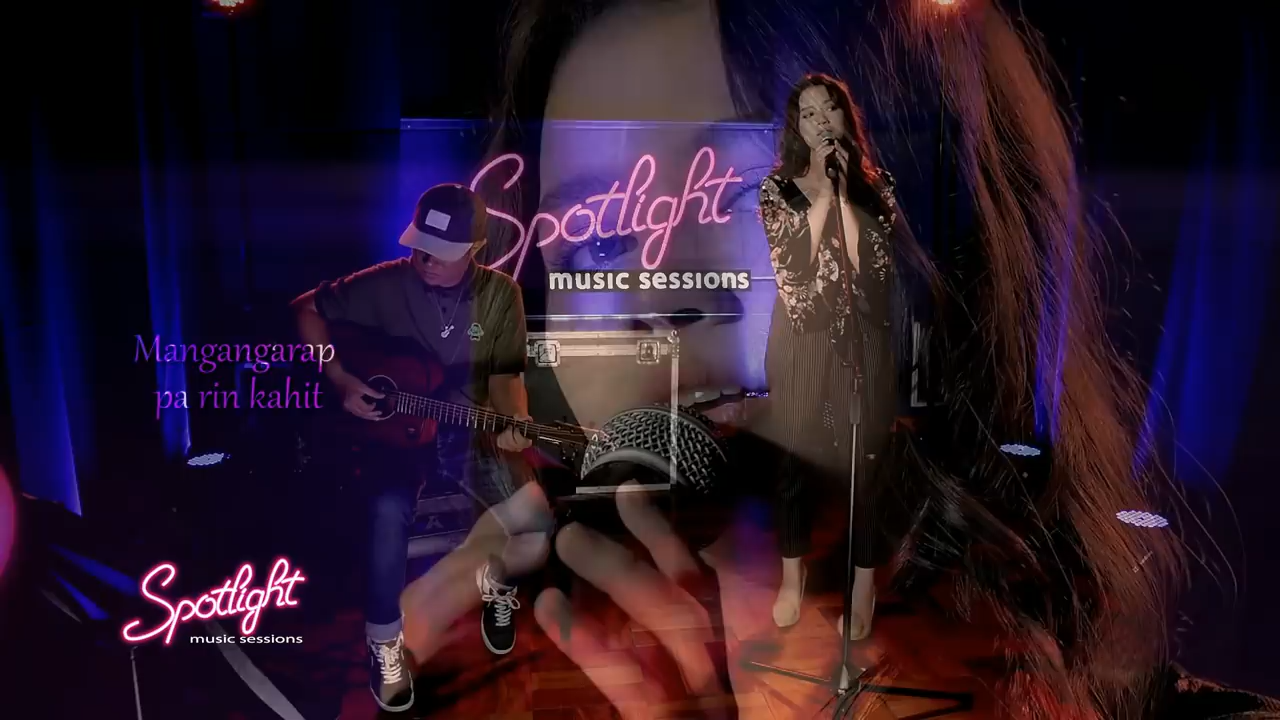 Spotlight
music sessions
Mangangarap
pa rin kahit
Spotlight
music sessions